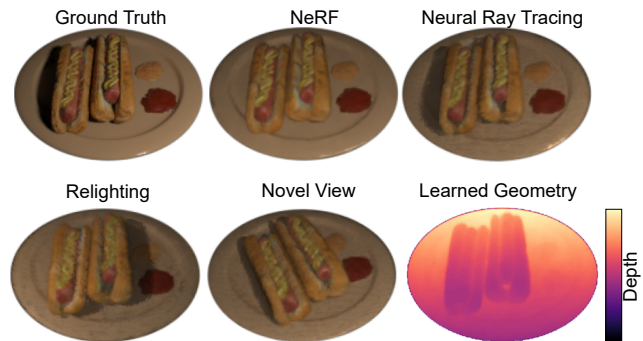 Ground Truth
NeRF
Neural Ray Tracing
Relighting
Novel View
Learned Geometry
Depth